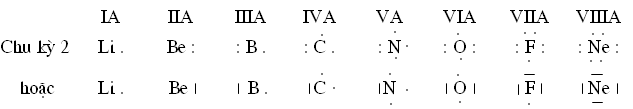 IA IIA IIIA IVA VA VIA VIIA VIIIA
Chu kỳ 2 Li . Be : : B . : C . : N · : O · : F : : Ne :
hoặc Li . Be ı ı B . ı C · ı N · ı O ı ı F ı ı Ne ı